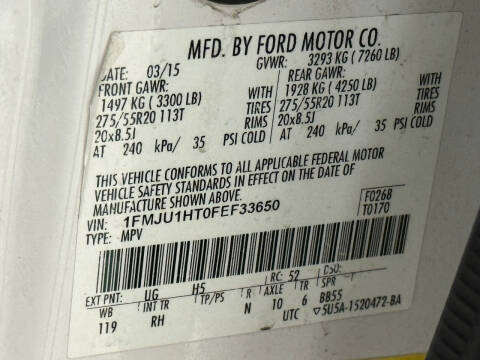 MFD. BY FORD MOTOR CO.
DATE: 03/15 GVWR: 3293 KG ( 7260 LB)
FRONT GAWR: REAR GAWR:
1497 KG ( 3300 LB) WITH 1928 KG ( 4250 LB) WITH
275/55R20 113T TIRES 275/55R20 113T TIRES
20x8.5J RIMS 20x8.5J RIMS
AT 240 kPa/ 35 PSI COLD AT 240 kPa/ 35 PSI COLD
THIS VEHICLE CONFORMS TO ALL APPLICABLE FEDERAL MOTOR
VEHICLE SAFETY STANDARDS IN EFFECT ON THE DATE OF
MANUFACTURE SHOWN ABOVE.
VIN: 1FMJU1HT0FEF33650 F0268
TYPE: MPV T0170
EXT PNT: UG H5 RC: 52 DSO:
WB INT TR TP/PS R AXLE TR SPR
119 RH N 10 6 BB55
UTC ▽5U5A-1520472-BA